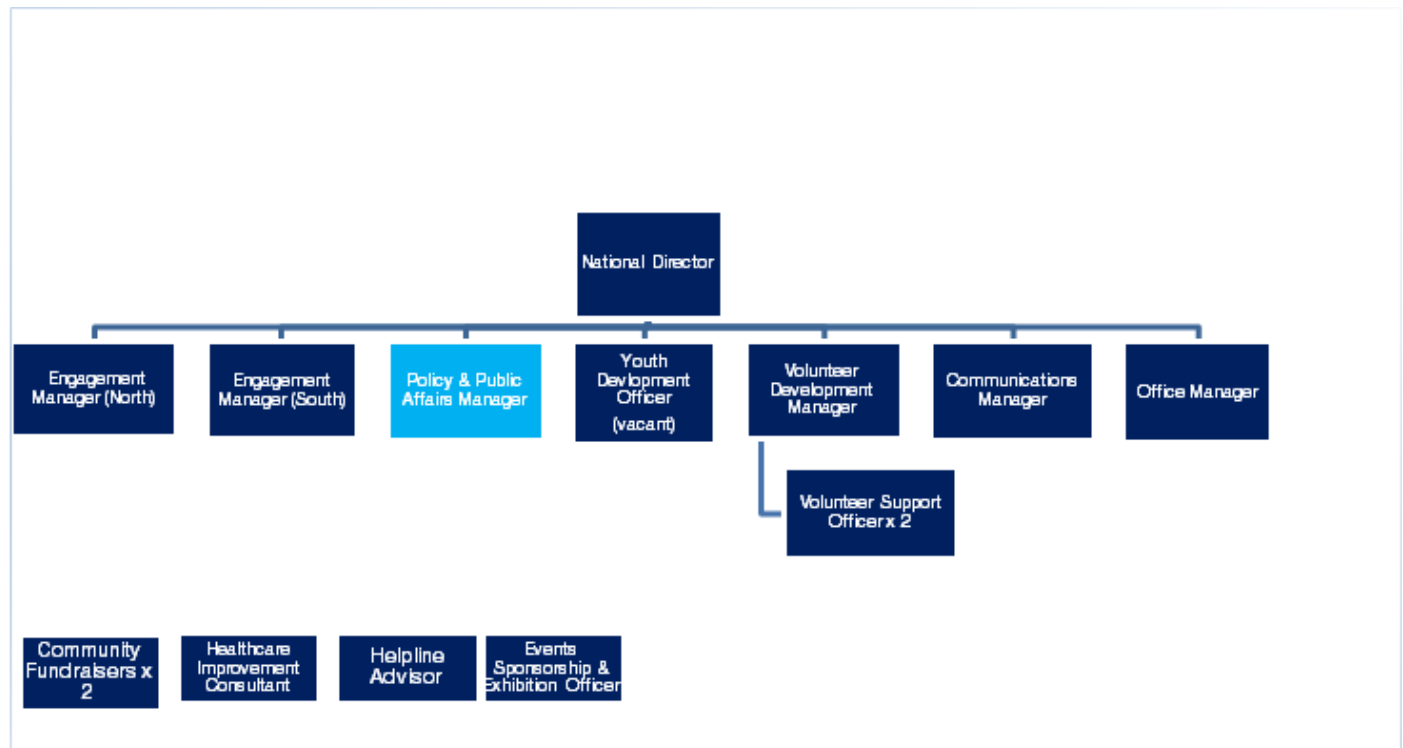 National Director
Engagement
Manager (North)
Engagement
Manager (South)
Policy & Public
Affairs Manager
Youth
Devlopment
Officer
(vacant)
Volunteer
Development
Manager
Communications
Manager
Office Manager
Volunteer Support
Officer x 2
Community
Fundraisers x
2
Healthcare
Improvement
Consultant
Helpline
Advisor
Events
Sponsorship &
Exhibition Officer